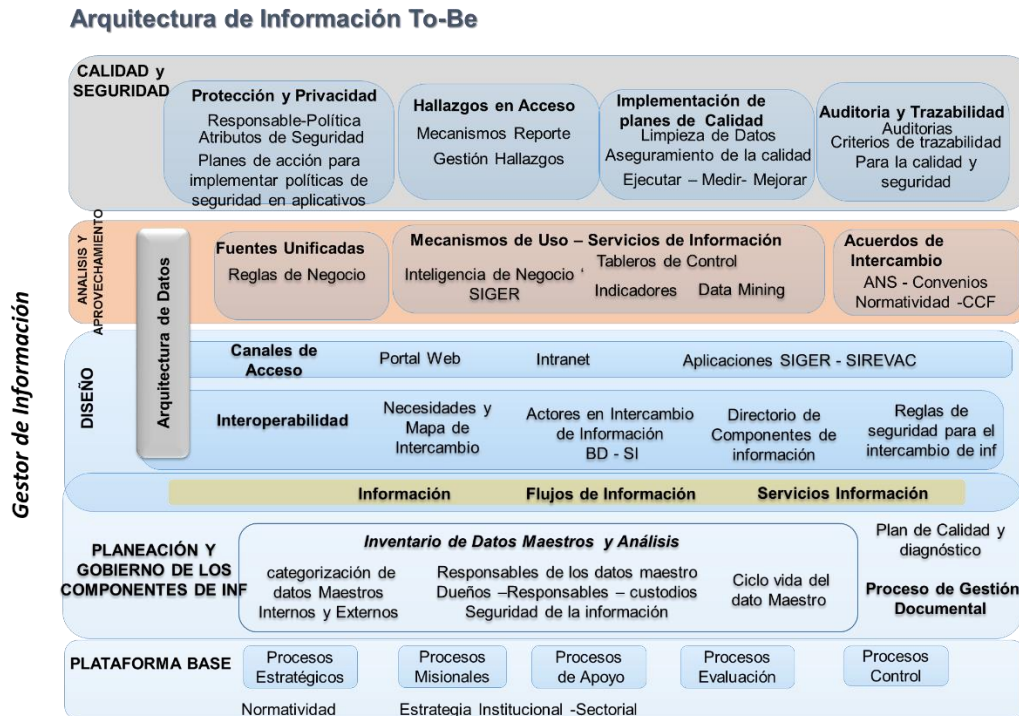 Arquitectura de Información To-Be
CALIDAD y
SEGURIDAD
Protección y Privacidad
Responsable-Política
Atributos de Seguridad
Planes de acción para
implementar políticas de
seguridad en aplicativos
Hallazgos en Acceso
Mecanismos Reporte
Gestión Hallazgos
Implementación de
planes de Calidad
Limpieza de Datos
Aseguramiento de la calidad
Ejecutar – Medir- Mejorar
Auditoria y Trazabilidad
Auditorias
Criterios de trazabilidad
Para la calidad y
seguridad
ANALISIS Y
APROVECHAMIENTO
Arquitectura de Datos
Fuentes Unificadas
Reglas de Negocio
Mecanismos de Uso – Servicios de Información
Tableros de Control
Inteligencia de Negocio ‘
SIGER
Indicadores
Data Mining
Acuerdos de
Intercambio
ANS - Convenios
Normatividad -CCF
Gestor de Información
DISEÑO
Canales de
Acceso
Portal Web
Intranet
Aplicaciones SIGER - SIREVAC
Interoperabilidad
Necesidades y
Mapa de
Intercambio
Actores en Intercambio
de Información
BD - SI
Directorio de
Componentes de
información
Reglas de
seguridad para el
intercambio de inf
Información
Flujos de Información
Servicios Información
PLANEACIÓN Y
GOBIERNO DE LOS
COMPONENTES DE INF
Inventario de Datos Maestros y Análisis
categorización de
datos Maestros
Internos y Externos
Responsables de los datos maestro
Dueños –Responsables – custodios
Seguridad de la información
Ciclo vida del
dato Maestro
Plan de Calidad y
diagnóstico
Proceso de Gestión
Documental
PLATAFORMA BASE
Procesos
Estratégicos
Procesos
Misionales
Procesos
de Apoyo
Procesos
Evaluación
Procesos
Control
Normatividad
Estrategia Institucional -Sectorial